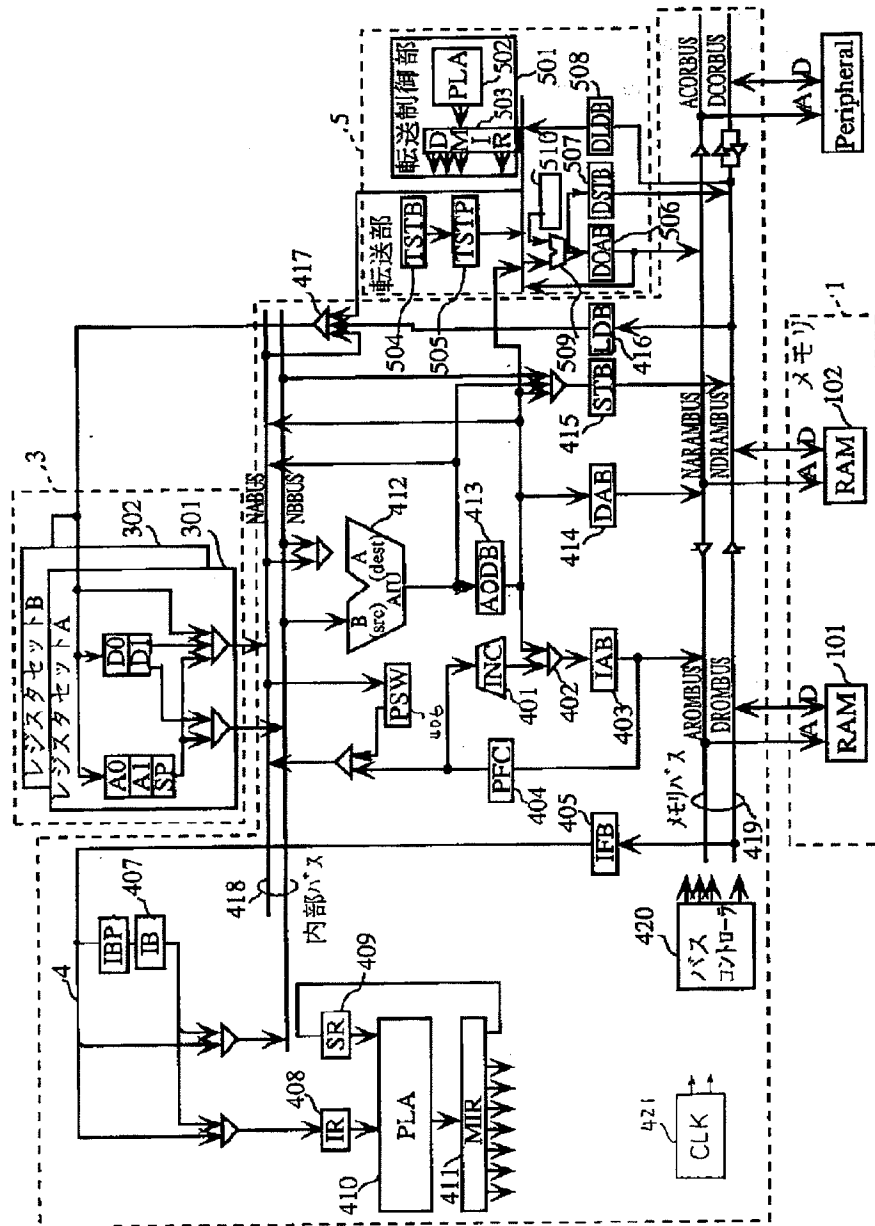 3
レジスタセットB
302
レジスタセットA
301
A0
A1
SP
D0
D1
4
IBP
407
IB
418
内部バス
NABUS
NBBUS
417
5
転送制御部
PLA
502
D
M
I
R
503
501
転送部
TSTB
504
TSTP
505
510
509
508
DLDB
507
DSTB
DOAB
506
408
IR
409
SR
410
PLA
411
MIR
PSW
406
B
(src)
A
(dest)
412
413
AODB
INC
401
402
IAB
403
PFC
404
405
IFB
414
DAB
415
STB
LDB
416
メモリバス
AROMBUS
DROMBUS
NARAMBUS
NDRAMBUS
ACORBUS
DCORBUS
419
420
バス
コントローラ
421
CLK
A
D
RAM
101
メモリ
1
A
D
RAM
102
A
D
Peripheral